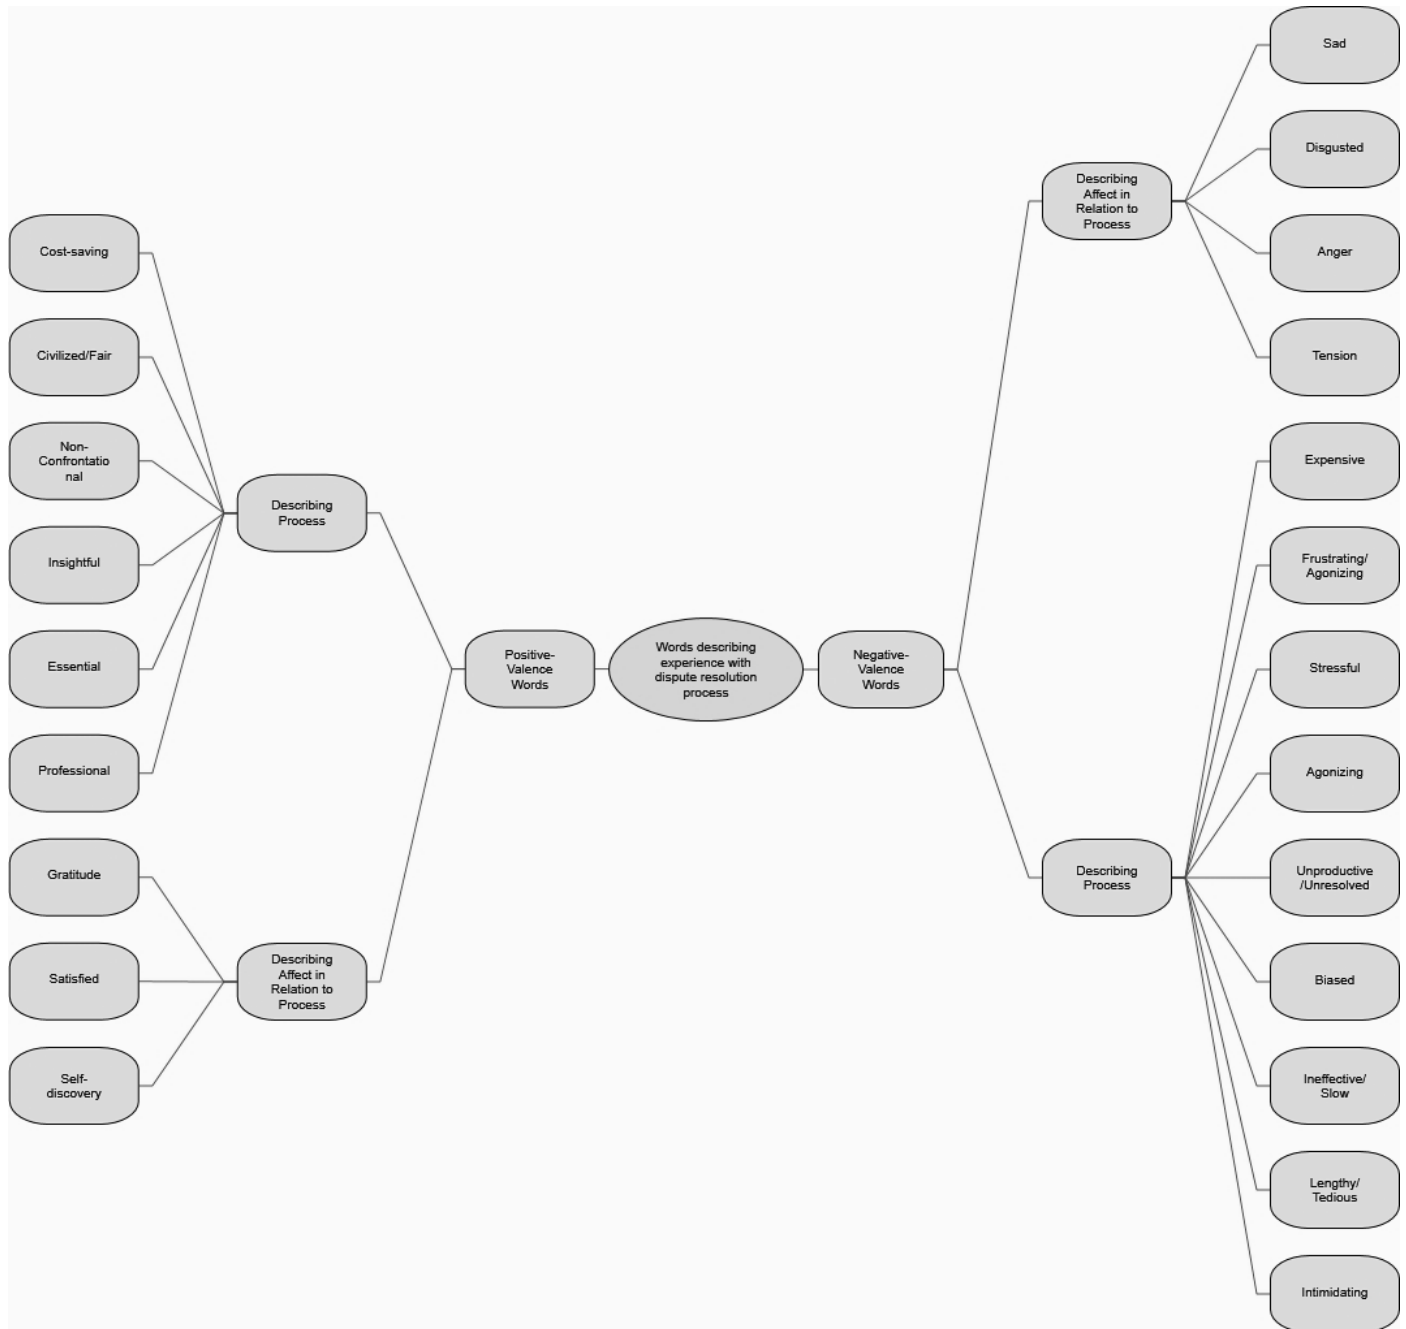 Cost-saving
Civilized/Fair
Non-
Confrontatio
nal
Insightful
Essential
Professional
Gratitude
Satisfied
Self-
discovery
Describing
Process
Describing
Affect in
Relation to
Process
Positive-
Valence
Words
Words describing
experience with
dispute resolution
process
Negative-
Valence
Words
Describing
Affect in
Relation to
Process
Describing
Process
Sad
Disgusted
Anger
Tension
Expensive
Frustrating/
Agonizing
Stressful
Agonizing
Unproductive
/Unresolved
Biased
Ineffective/
Slow
Lengthy/
Tedious
Intimidating